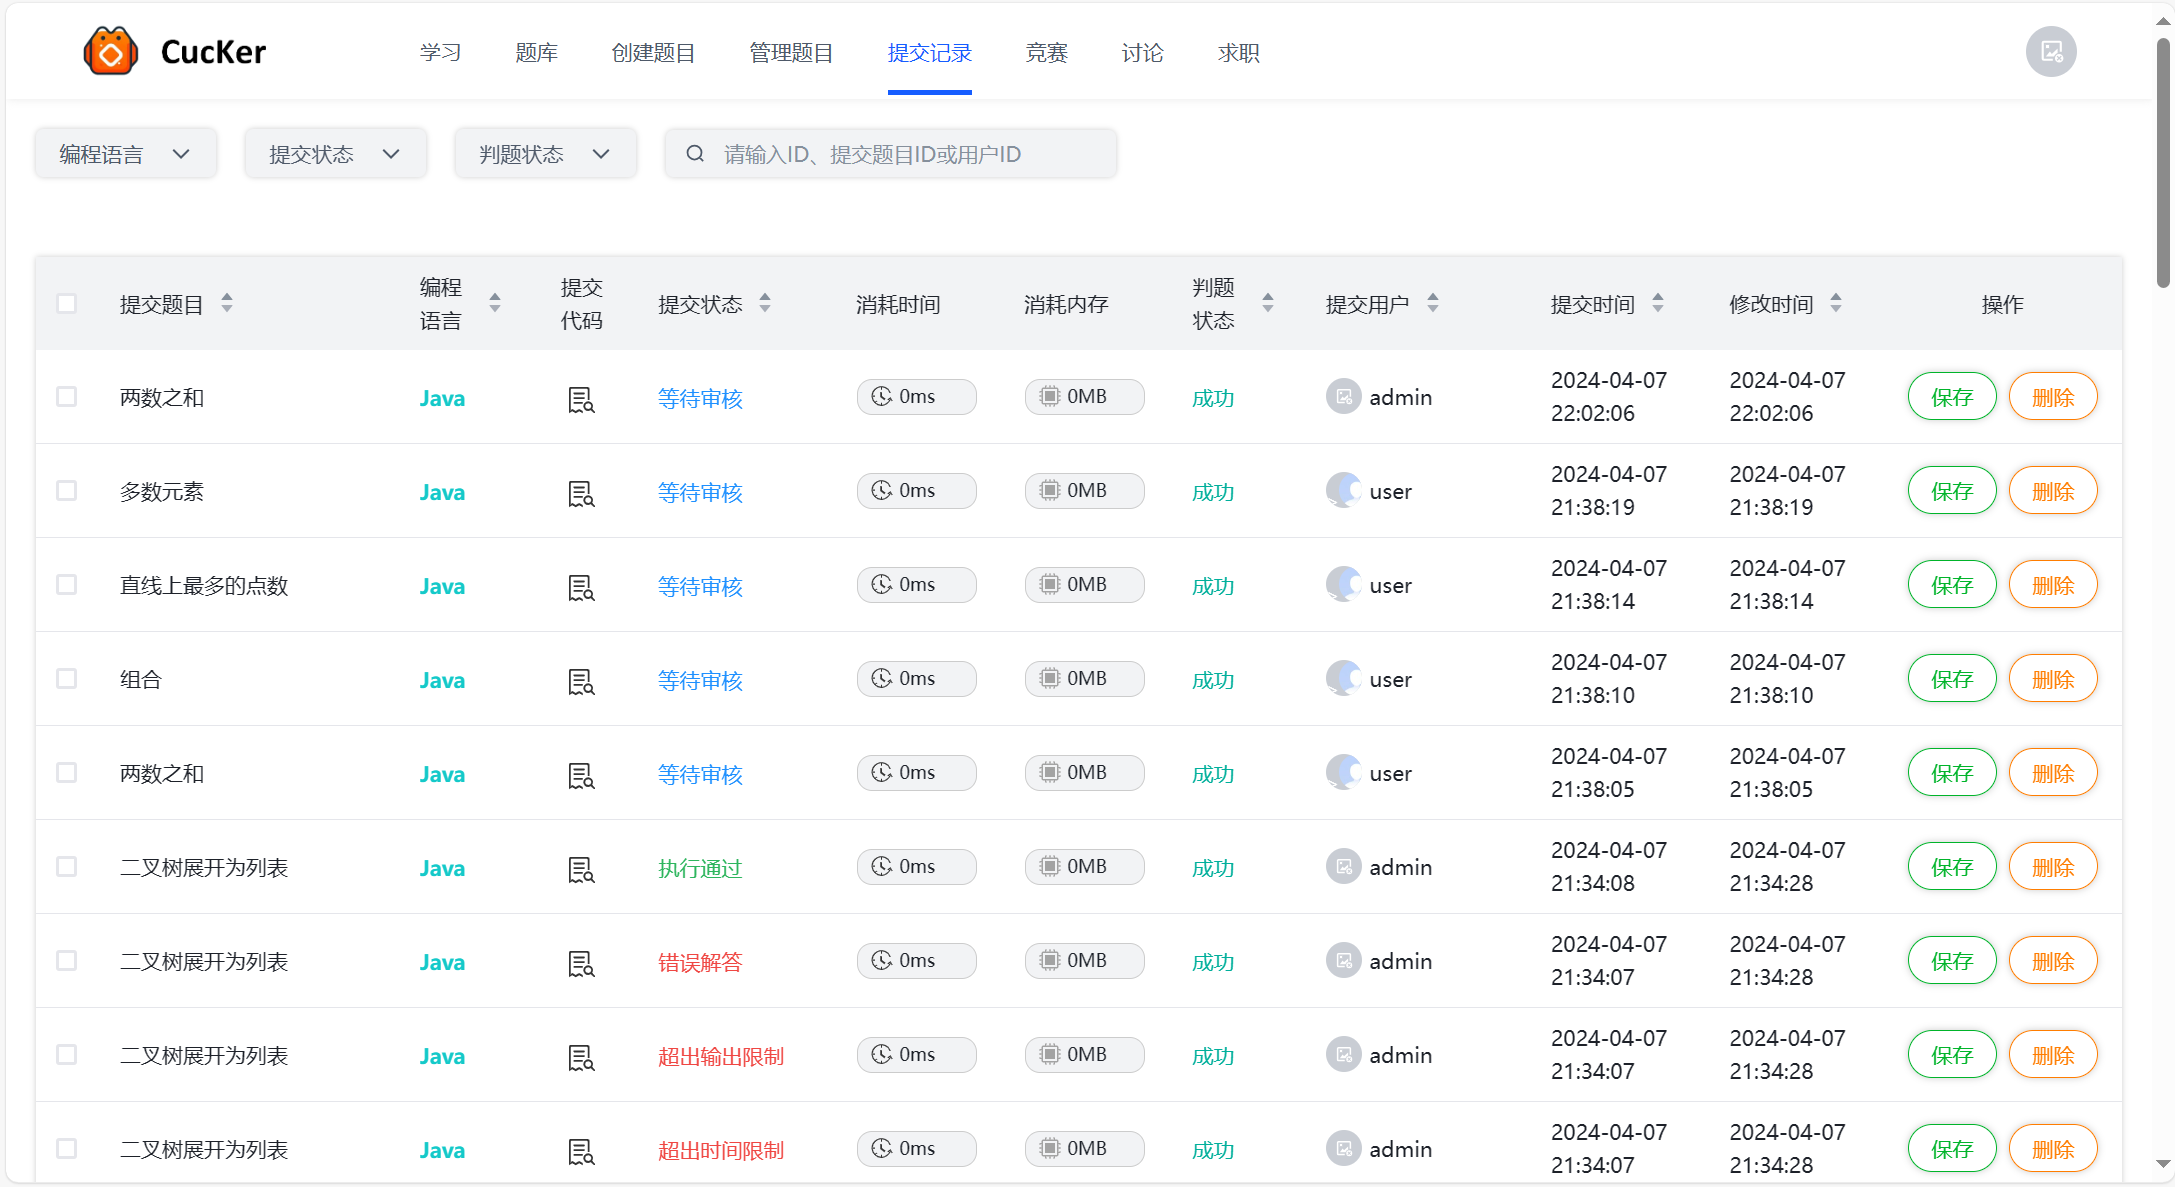 CucKer 学习 题库 创建题目 管理题目 提交记录 竞赛 讨论 求职
编程语言 提交状态 判题状态 请输入ID、提交题目ID或用户ID
提交题目 编程语言 提交代码 提交状态 消耗时间 消耗内存 判题状态 提交用户 提交时间 修改时间 操作
两数之和 Java 等待审核 0ms 0MB 成功 admin 2024-04-07 22:02:06 2024-04-07 22:02:06 保存 删除
多数元素 Java 等待审核 0ms 0MB 成功 user 2024-04-07 21:38:19 2024-04-07 21:38:19 保存 删除
直线上最多的点数 Java 等待审核 0ms 0MB 成功 user 2024-04-07 21:38:14 2024-04-07 21:38:14 保存 删除
组合 Java 等待审核 0ms 0MB 成功 user 2024-04-07 21:38:10 2024-04-07 21:38:10 保存 删除
两数之和 Java 等待审核 0ms 0MB 成功 user 2024-04-07 21:38:05 2024-04-07 21:38:05 保存 删除
二叉树展开为列表 Java 执行通过 0ms 0MB 成功 admin 2024-04-07 21:34:08 2024-04-07 21:34:28 保存 删除
二叉树展开为列表 Java 错误解答 0ms 0MB 成功 admin 2024-04-07 21:34:07 2024-04-07 21:34:28 保存 删除
二叉树展开为列表 Java 超出输出限制 0ms 0MB 成功 admin 2024-04-07 21:34:07 2024-04-07 21:34:28 保存 删除
二叉树展开为列表 Java 超出时间限制 0ms 0MB 成功 admin 2024-04-07 21:34:07 2024-04-07 21:34:28 保存 删除